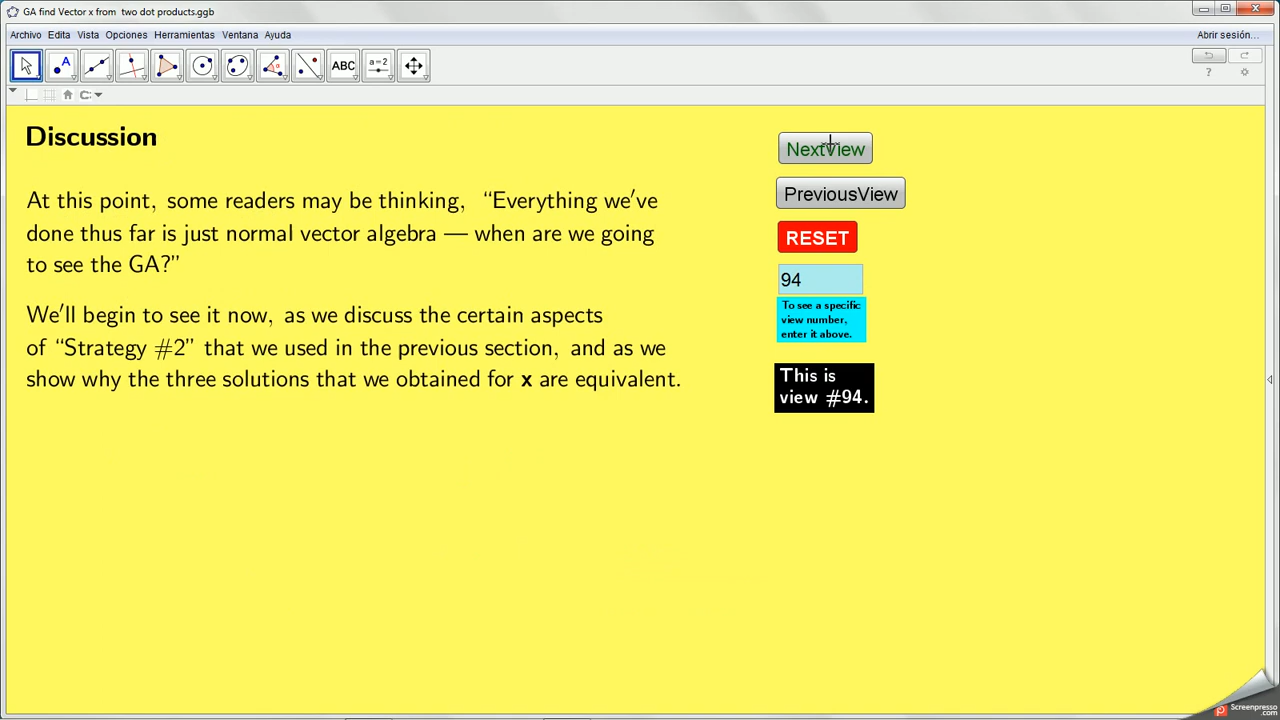 GA find Vector x from two dot products.ggb
Archivo Edita Vista Opciones Herramientas Ventana Ayuda Abrir sesión...
A ABC a=2
?
Discussion
At this point, some readers may be thinking, “Everything we′ve
done thus far is just normal vector algebra — when are we going
to see the GA?”
We′ll begin to see it now, as we discuss the certain aspects
of “Strategy #2” that we used in the previous section, and as we
show why the three solutions that we obtained for x are equivalent.
NextView
PreviousView
RESET
94
To see a specific
view number,
enter it above.
This is
view #94.
Screenpresso
.com